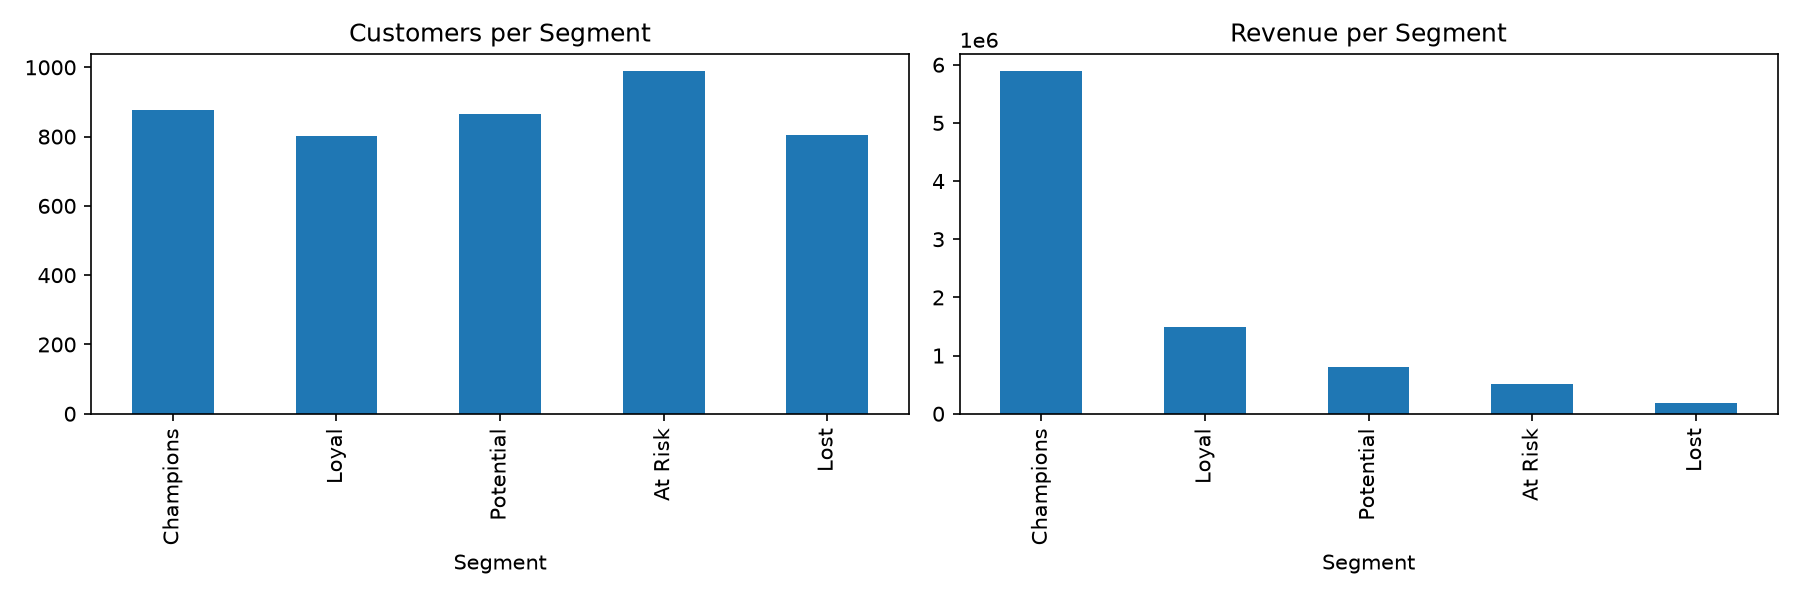 Customers per Segment
1000
800
600
400
200
0
Champions
Loyal
Potential
At Risk
Lost
Segment
Revenue per Segment
1e6
6
5
4
3
2
1
0
Champions
Loyal
Potential
At Risk
Lost
Segment